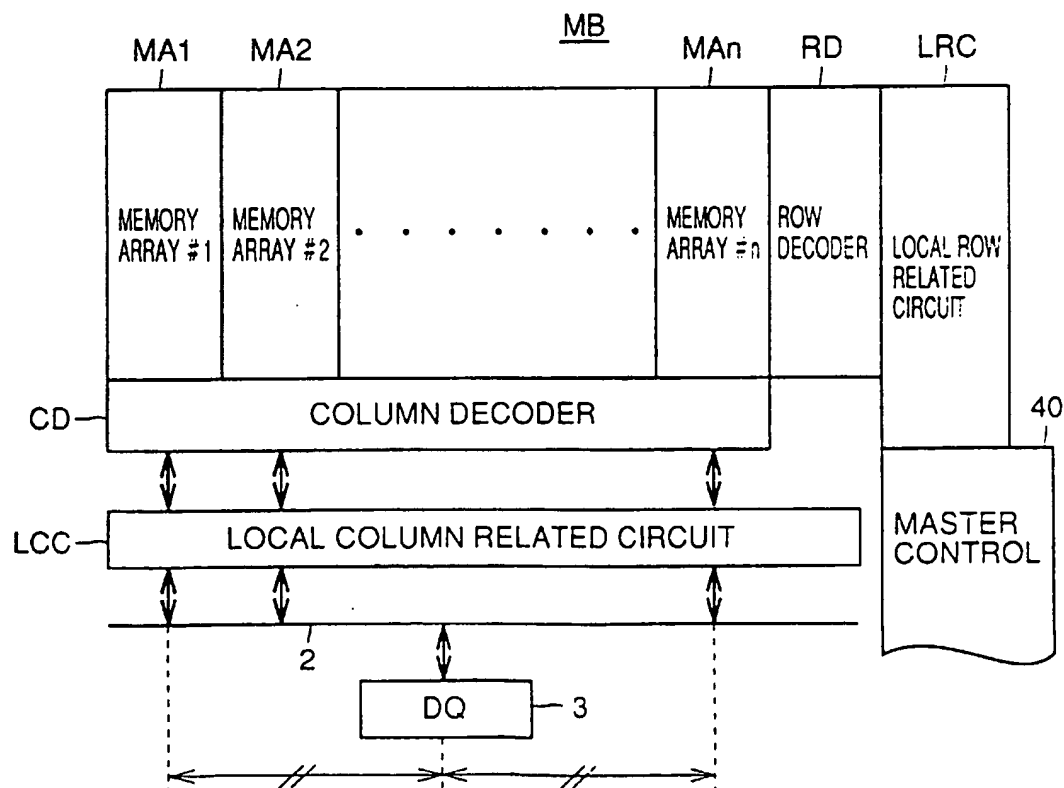 MB
MA1 MA2 MAn RD LRC
MEMORY ARRAY #1
MEMORY ARRAY #2
MEMORY ARRAY #n
ROW DECODER
LOCAL ROW RELATED CIRCUIT
CD
COLUMN DECODER
40
LCC
LOCAL COLUMN RELATED CIRCUIT
MASTER CONTROL
2
DQ
3